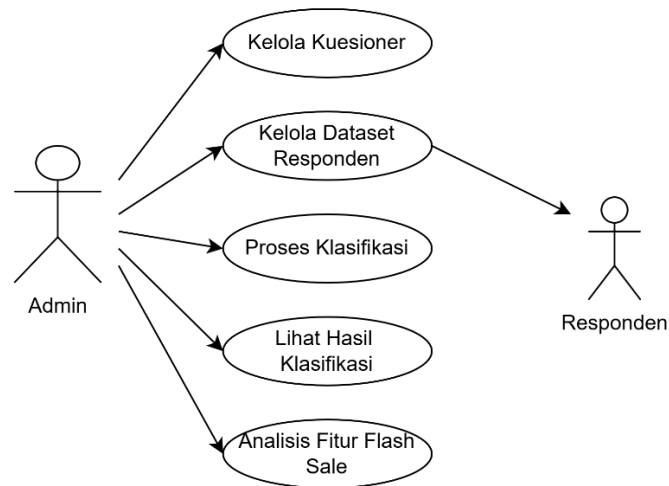 Kelola Kuesioner
Kelola Dataset
Responden
Proses Klasifikasi
Admin
Responden
Lihat Hasil
Klasifikasi
Analisis Fitur Flash
Sale